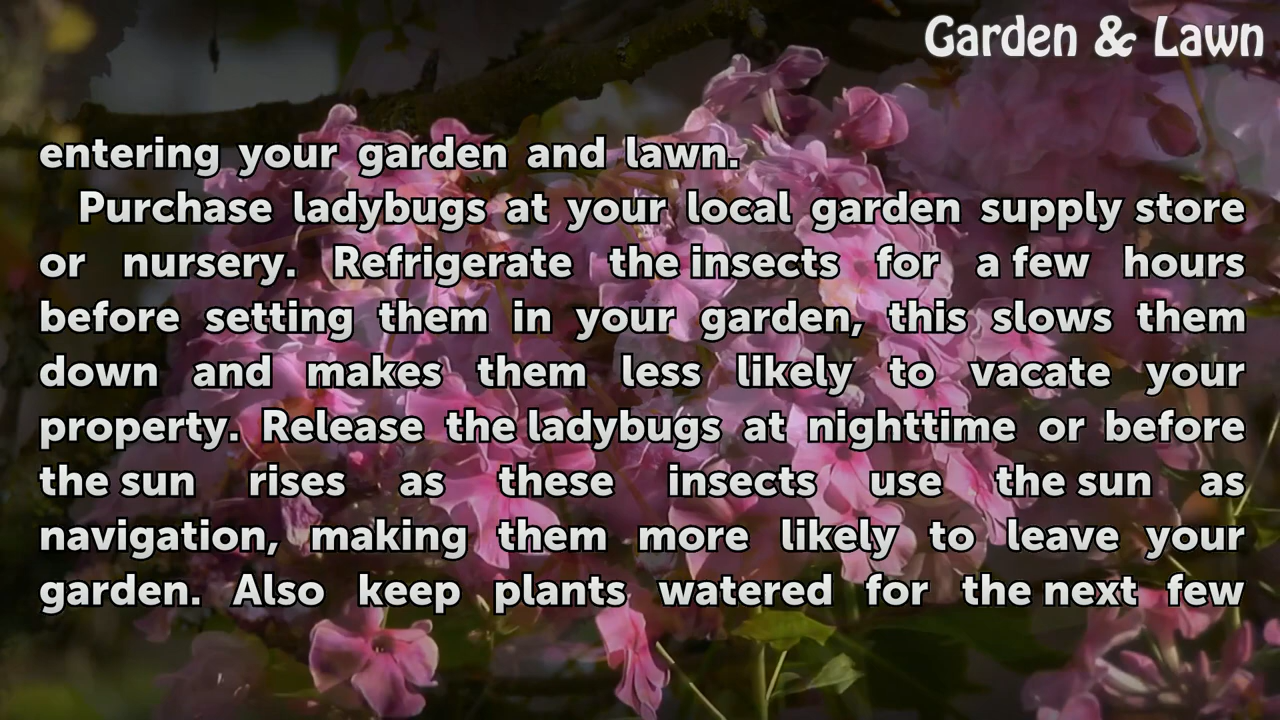 Garden & Lawn
entering your garden and lawn.
Purchase ladybugs at your local garden supply store
or nursery. Refrigerate the insects for a few hours
before setting them in your garden, this slows them
down and makes them less likely to vacate your
property. Release the ladybugs at nighttime or before
the sun rises as these insects use the sun as
navigation, making them more likely to leave your
garden. Also keep plants watered for the next few